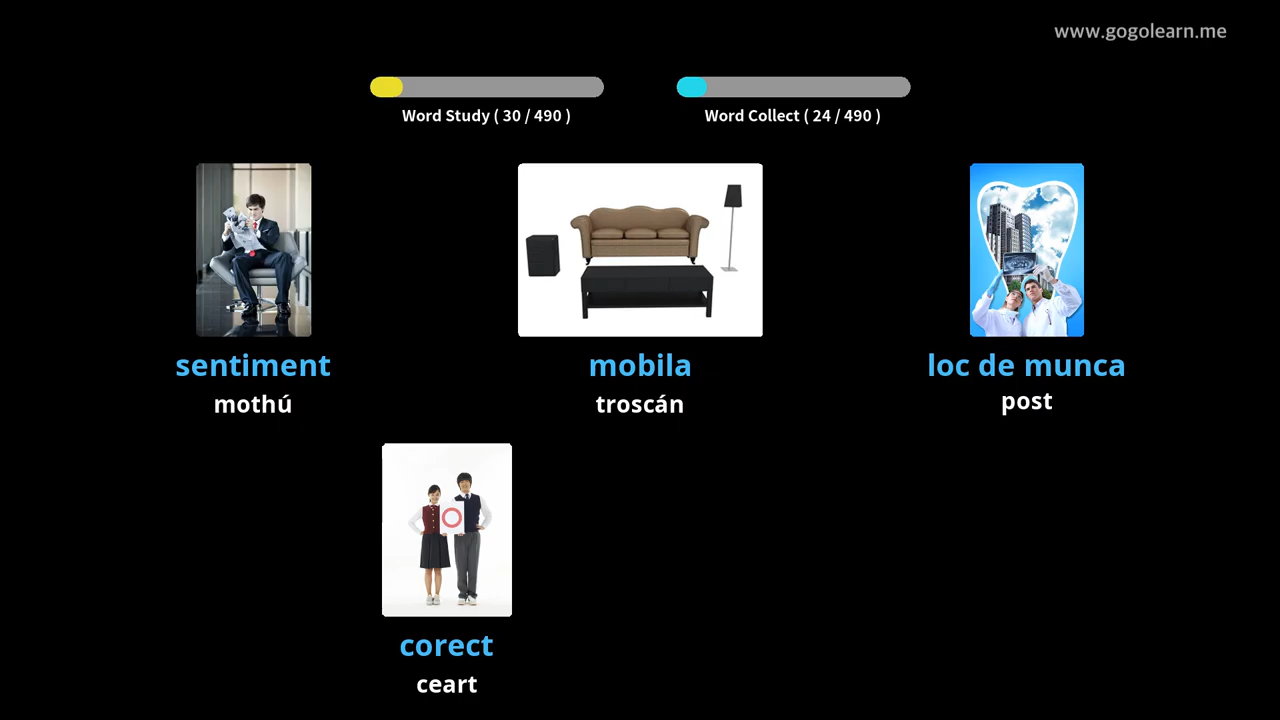 www.gogolearn.me
Word Study ( 30 / 490 )
Word Collect ( 24 / 490 )
sentiment
mothú
mobila
troscán
loc de munca
post
corect
ceart